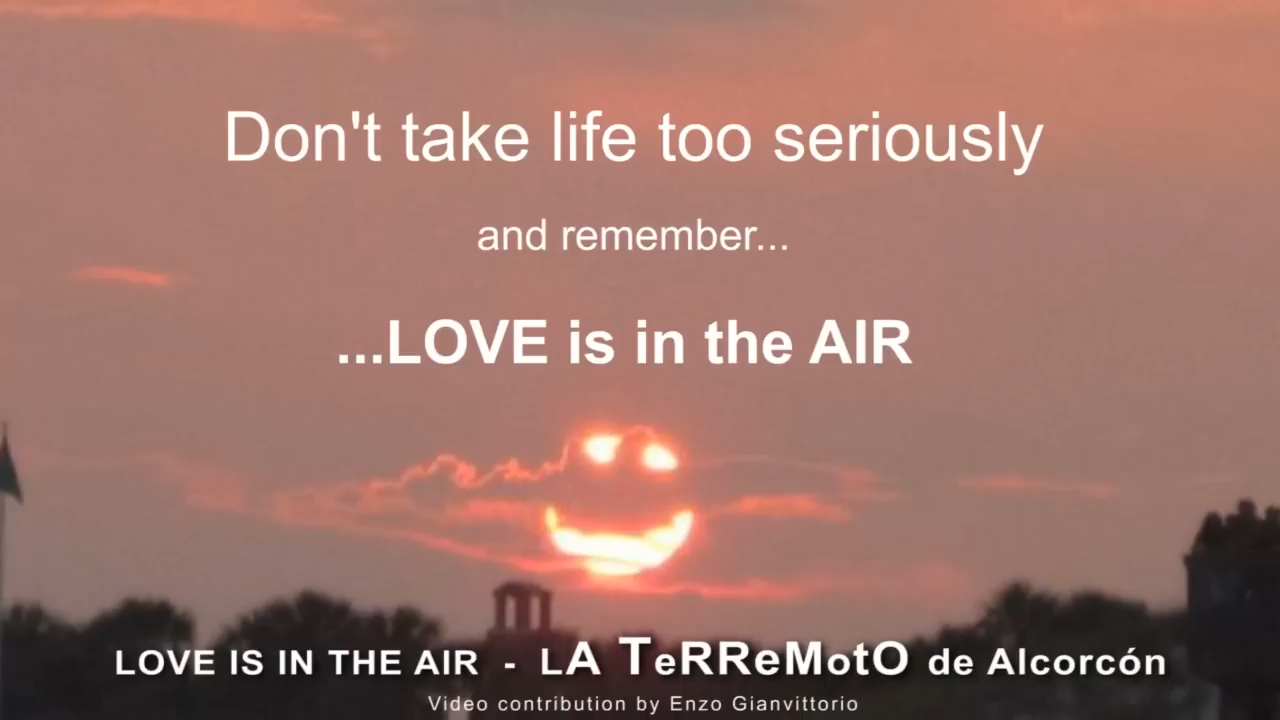 Don't take life too seriously
and remember...
...LOVE is in the AIR
LOVE IS IN THE AIR - LA TeRReMotO de Alcorcón
Video contribution by Enzo Gianvittorio